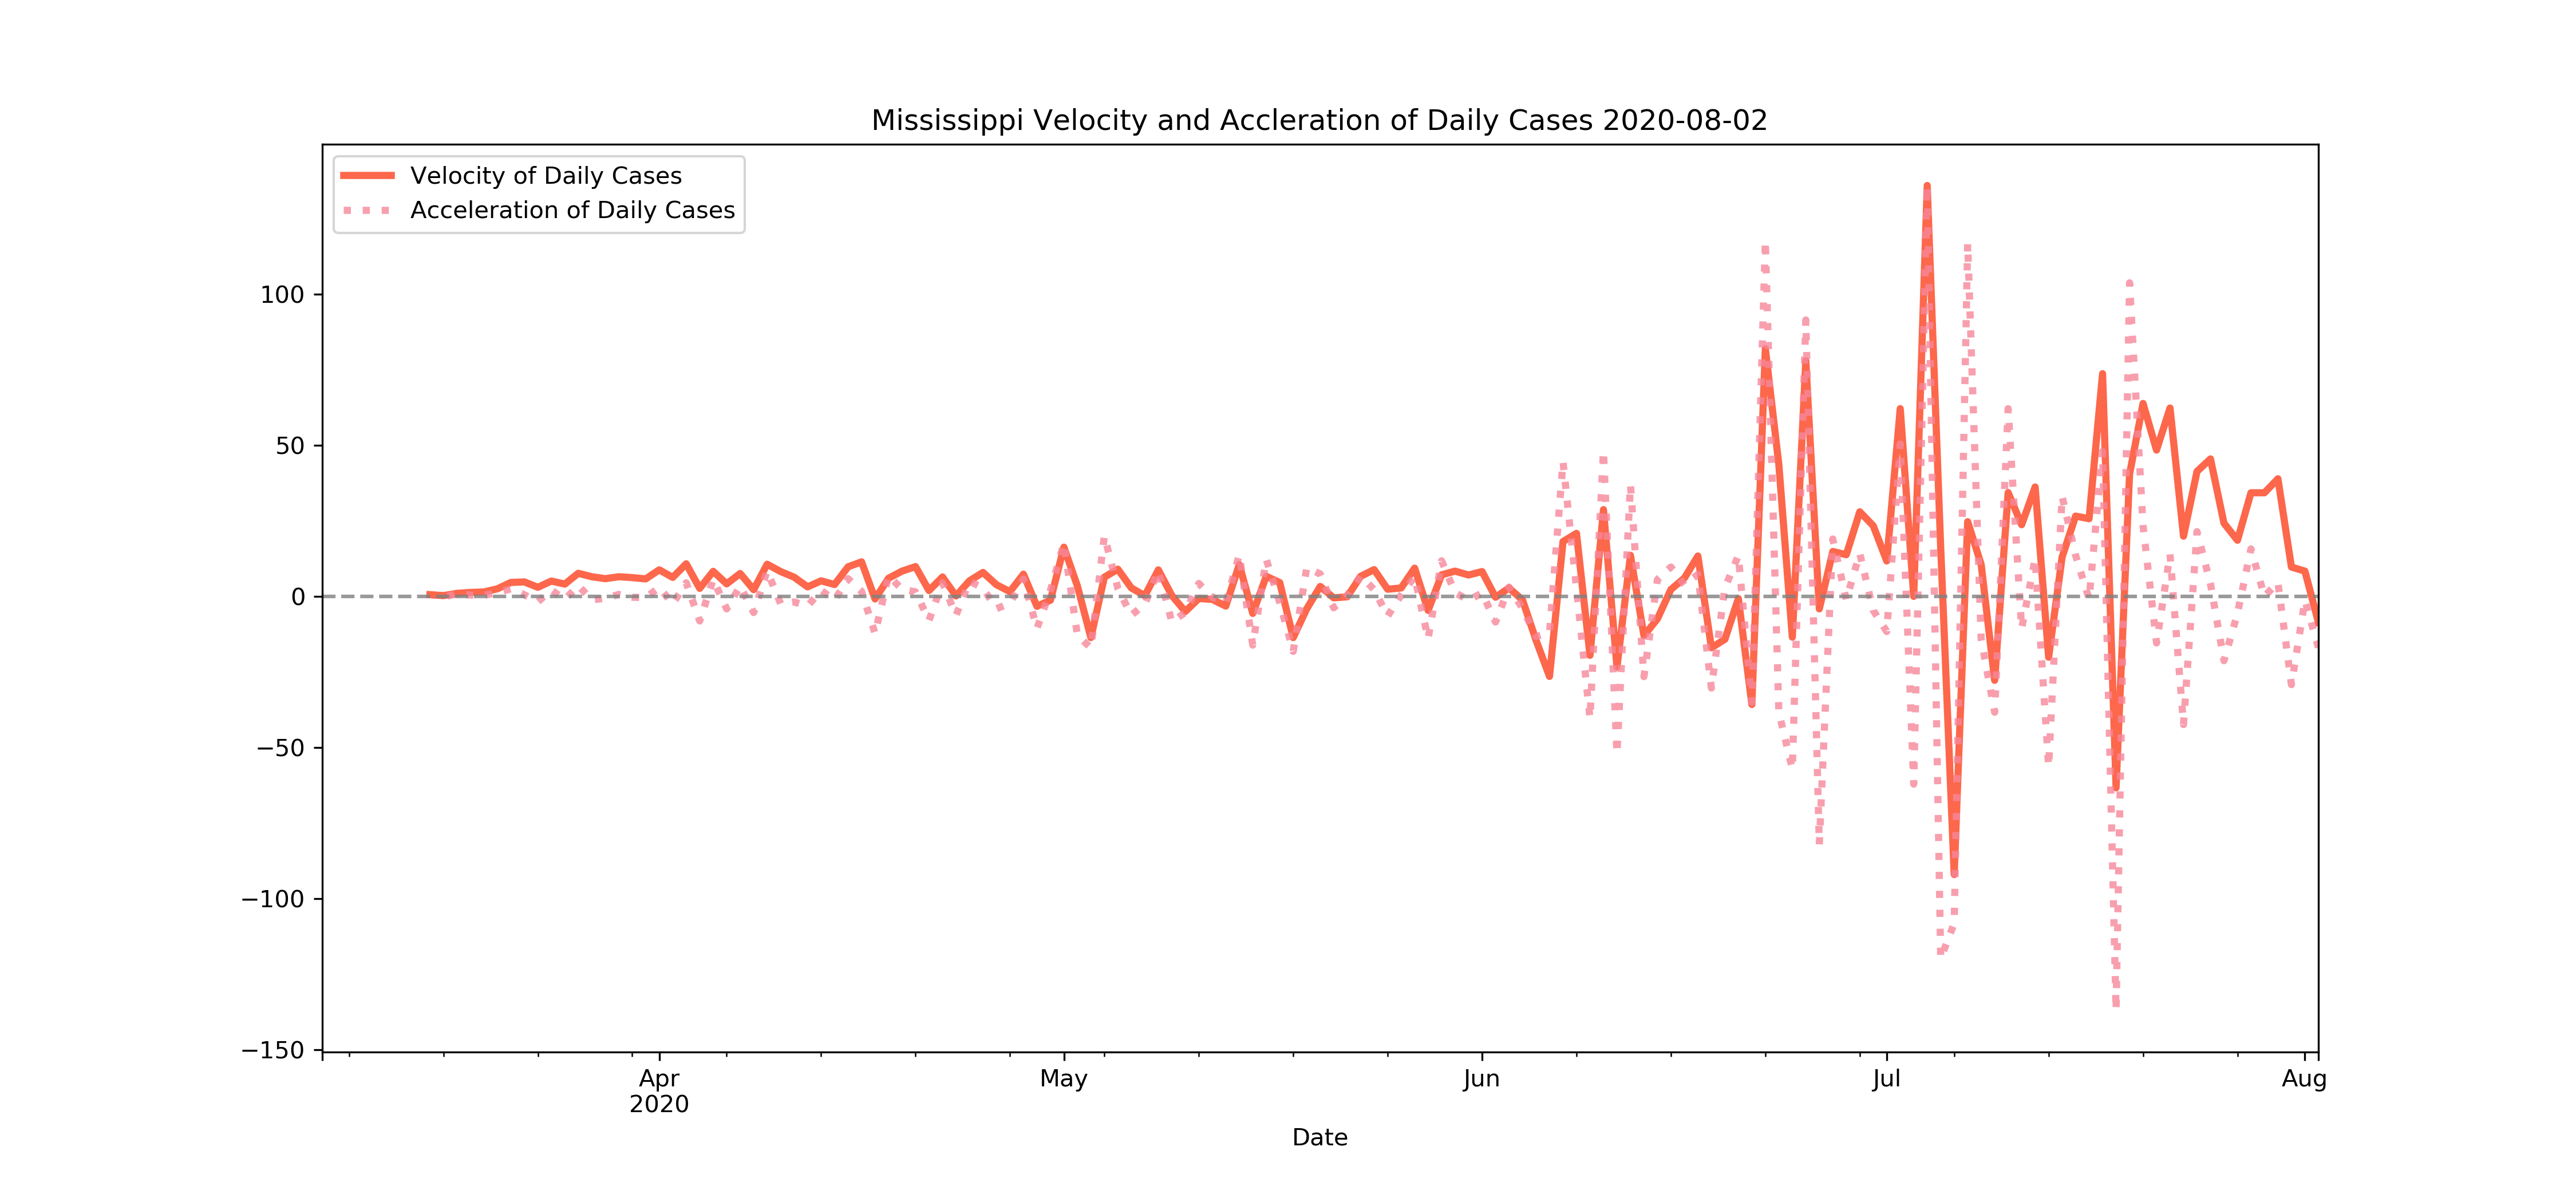 Mississippi Velocity and Accleration of Daily Cases 2020-08-02
Velocity of Daily Cases
Acceleration of Daily Cases
100
50
0
−50
−100
−150
Apr May Jun Jul Aug
2020
Date